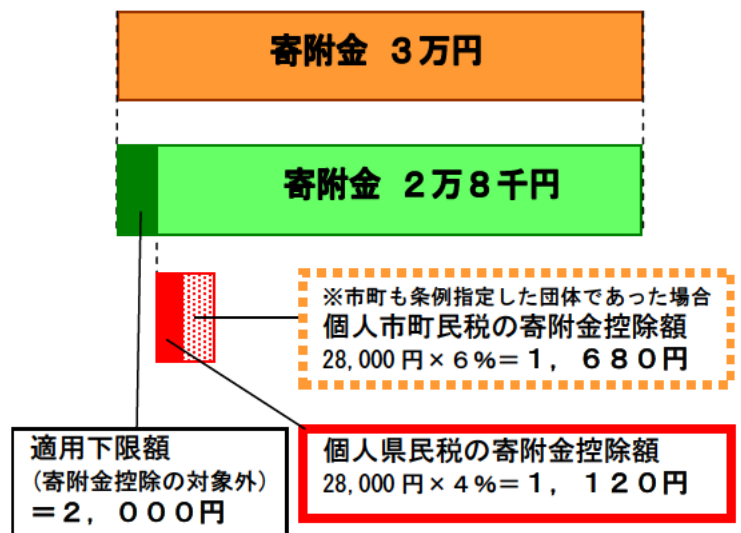 寄附金 3万円
寄附金 2万8千円
※市町も条例指定した団体であった場合
個人市町民税の寄附金控除額
28,000円×6%＝1，680円
適用下限額
(寄附金控除の対象外)
＝2，000円
個人県民税の寄附金控除額
28,000円×4%＝1，120円